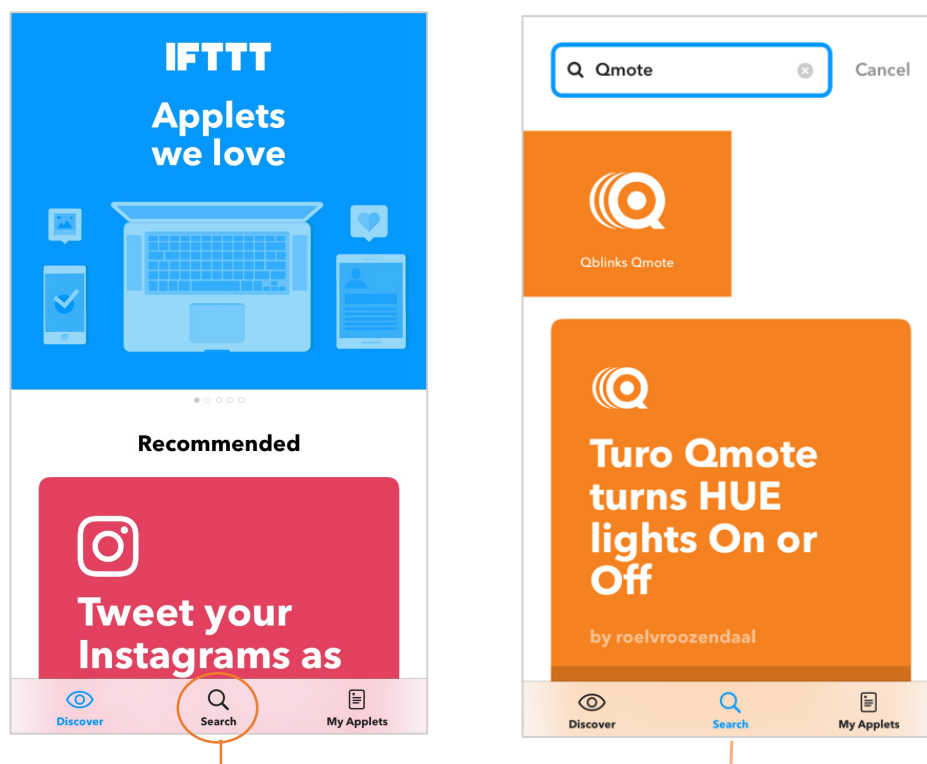 IFTTT
Applets
we love
Recommended
Tweet your
Instagrams as
Discover
Search
My Applets
Qmote
Cancel
Qblinks Qmote
Turo Qmote
turns HUE
lights On or
Off
by roelvroozendaal
Discover
Search
My Applets